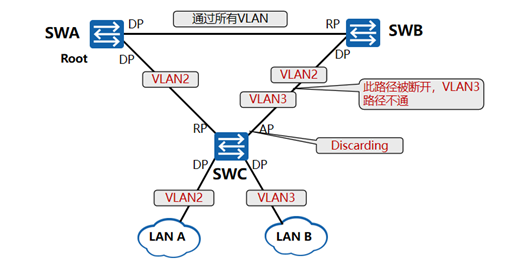 SWA
DP
通过所有VLAN
RP
SWB
Root
DP
DP
VLAN2
VLAN2
VLAN3
此路径被断开，VLAN3
路径不通
RP
AP
Discarding
SWC
DP
DP
VLAN2
VLAN3
LAN A
LAN B